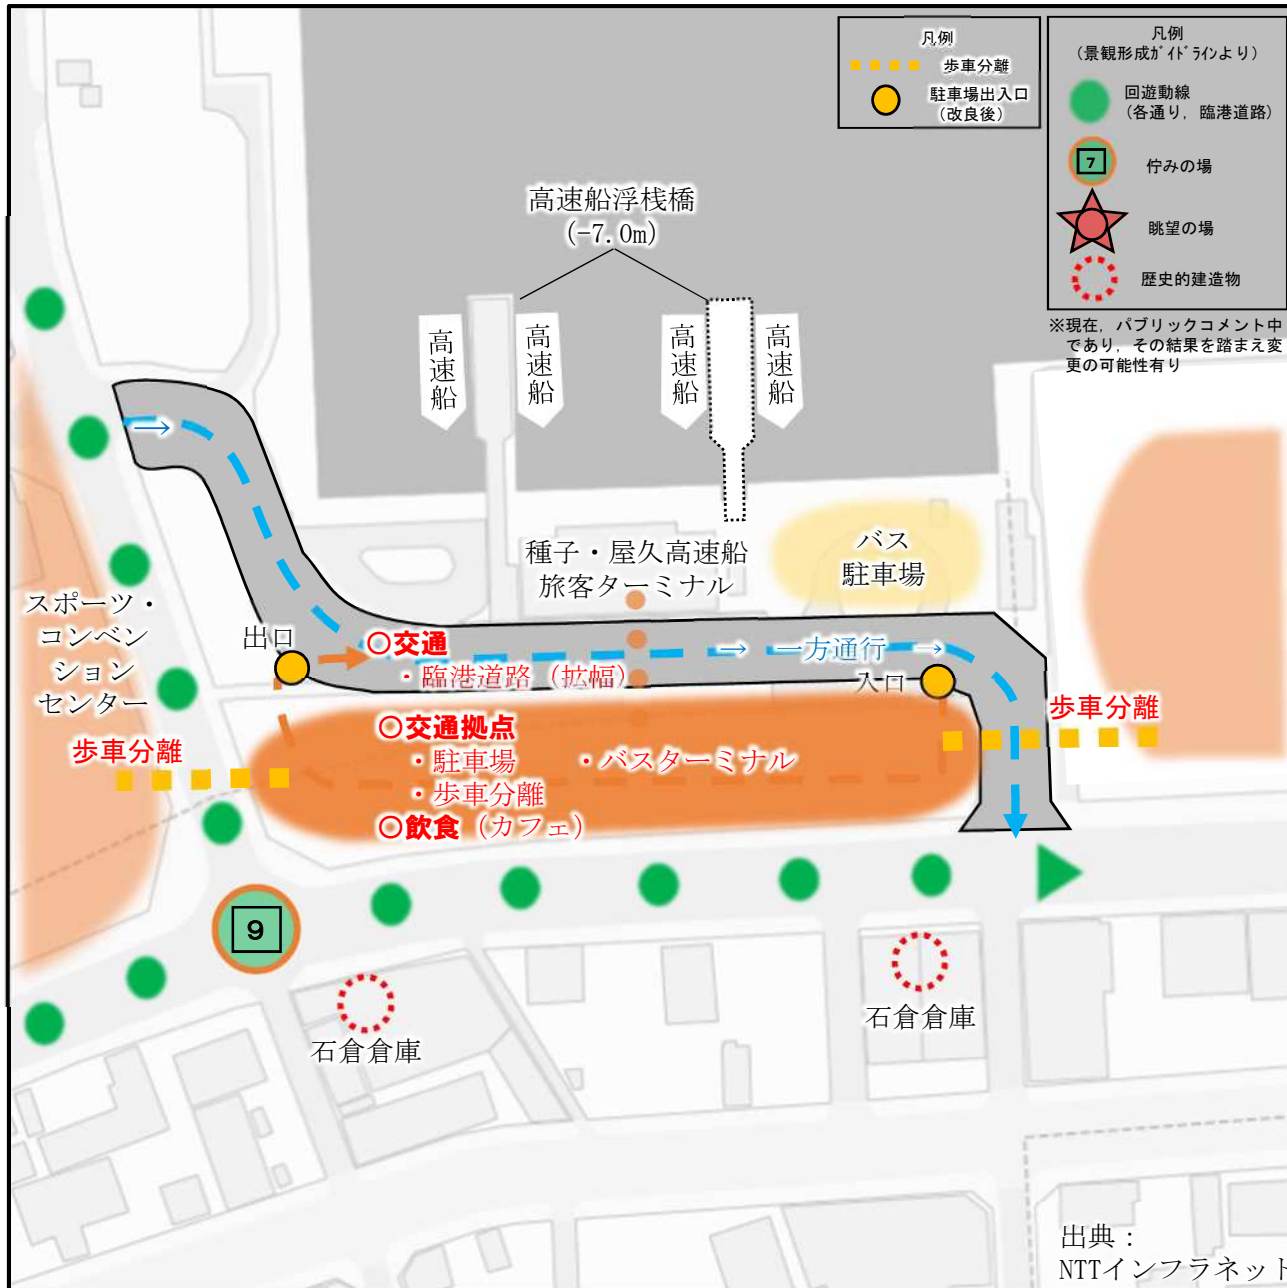 凡例
歩車分離
駐車場出入口
(改良後)
凡例
(景観形成ガイドラインより)
回遊動線
(各通り，臨港道路)
7
佇みの場
眺望の場
歴史的建造物
※現在，パブリックコメント中
であり，その結果を踏まえ変
更の可能性有り
高速船浮桟橋
(-7.0m)
高速船
高速船
高速船
高速船
→
種子・屋久高速船
旅客ターミナル
バス
駐車場
スポーツ・
コンベン
ション
センター
出口
○交通
・臨港道路（拡幅）
→ 一方通行 →
入口
歩車分離
歩車分離
○交通拠点
・駐車場 ・バスターミナル
・歩車分離
○飲食（カフェ）
9
石倉倉庫
石倉倉庫
出典：
NTTインフラネット